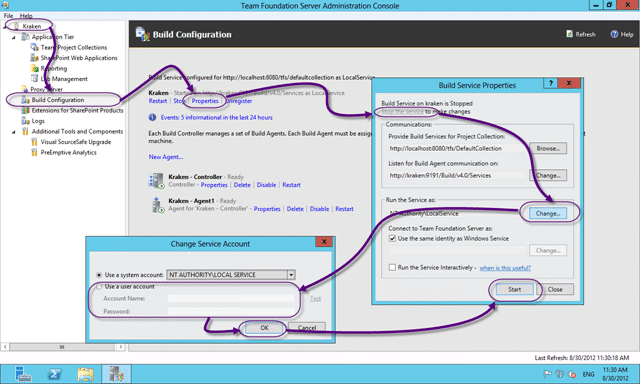 Team Foundation Server Administration Console
File Help
Kraken
Application Tier
Team Project Collections
SharePoint Web Applications
Reporting
Lab Management
Proxy Server
Build Configuration
Extensions for SharePoint Products
Logs
Additional Tools and Components
Visual SourceSafe Upgrade
PreEmptive Analytics
Build Configuration
Refresh
Help
Build Service configured for http://localhost:8080/tfs/defaultcollection as LocalService
Kraken - Started on http://kraken:9191/Build/v4.0/Services as LocalService
Restart Stop Properties Unregister
Events: 5 informational in the last 24 hours
Each Build Controller manages a set of Build Agents. Each Build Agent must be assign
machine
New Agent...
Kraken - Controller - Ready
Controller - Properties Delete Disable Restart
Kraken - Agent1 - Ready
Agent for 'Kraken - Controller' - Properties Delete Disable Restart
Build Service Properties
? X
Build Service on kraken is Stopped
Stop the service to make changes
Communications:
Provide Build Services for Project Collection:
http://localhost:8080/tfs/DefaultCollection
Browse...
Listen for Build Agent communication on:
http://kraken:9191/Build/v4.0/Services
Change...
Run the Service as:
NT Authority\LocalService
Change...
Connect to Team Foundation Server as:
Use the same identity as Windows Service
Change...
Run the Service Interactively - when is this useful?
Start
Close
Change Service Account
X
Use a system account:
NT AUTHORITY\LOCAL SERVICE
Use a user account
Account Name:
Test
Password:
OK
Cancel
Last Refresh: 8/30/2012 11:30:18 AM
ENG
11:30 AM
8/30/2012